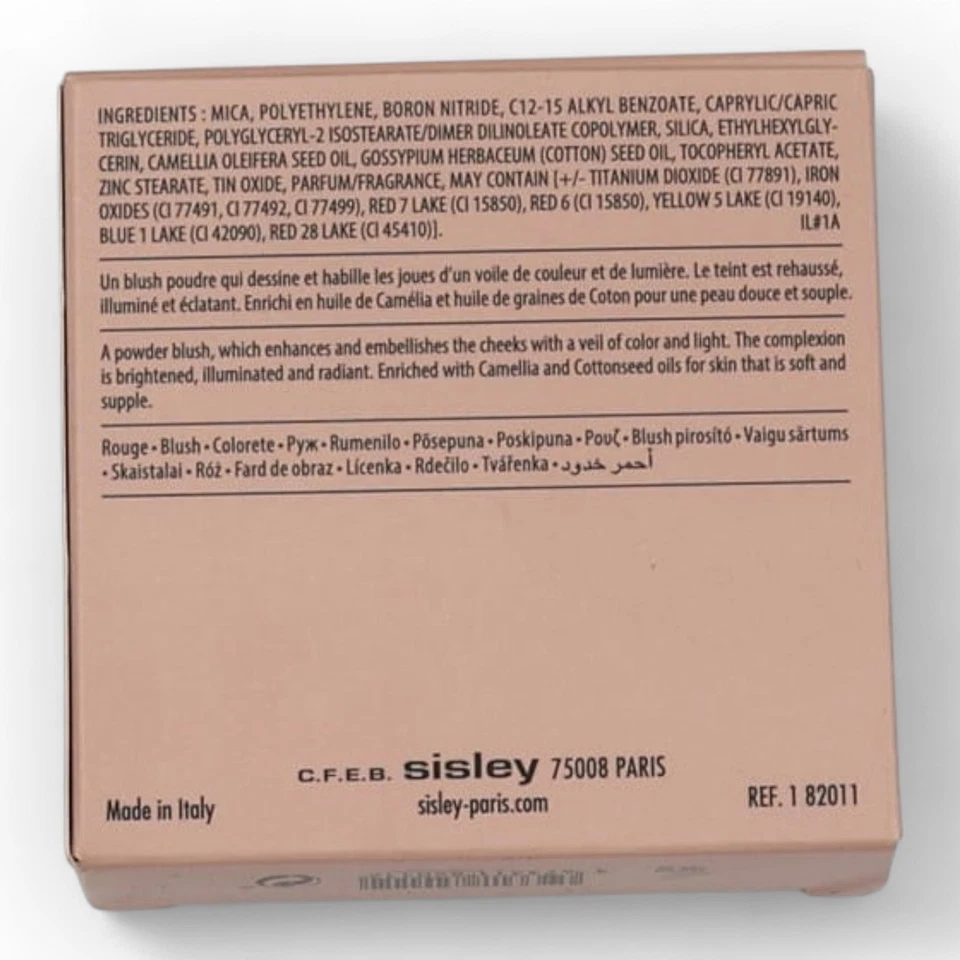 INGREDIENTS : MICA, POLYETHYLENE, BORON NITRIDE, C12-15 ALKYL BENZOATE, CAPRYLIC/CAPRIC
TRIGLYCERIDE, POLYGLYCERYL-2 ISOSTEARATE/DIMER DILINOLEATE COPOLYMER, SILICA, ETHYLHEXYLGLY-
CERIN, CAMELLIA OLEIFERA SEED OIL, GOSSYPIUM HERBACEUM (COTTON) SEED OIL, TOCOPHERYL ACETATE,
ZINC STEARATE, TIN OXIDE, PARFUM/FRAGRANCE, MAY CONTAIN [+/- TITANIUM DIOXIDE (CI 77891), IRON
OXIDES (CI 77491, CI 77492, CI 77499), RED 7 LAKE (CI 15850), RED 6 (CI 15850), YELLOW 5 LAKE (CI 19140),
BLUE 1 LAKE (CI 42090), RED 28 LAKE (CI 45410)]. IL#1A
Un blush poudre qui dessine et habille les joues d'un voile de couleur et de lumière. Le teint est rehaussé,
illuminé et éclatant. Enrichi en huile de Camélia et huile de graines de Coton pour une peau douce et souple.
A powder blush, which enhances and embellishes the cheeks with a veil of color and light. The complexion
is brightened, illuminated and radiant. Enriched with Camellia and Cottonseed oils for skin that is soft and
supple.
Rouge • Blush • Colorete • Руж • Rumenilo • Põsepuna • Poskipuna • Ρουζ • Blush pirosító • Vaigu sārtums
• Skaistalai • Róż • Fard de obraz • Lícenka • Rdečilo • Tvářenka • أحمر خدود
C.F.E.B. sisley 75008 PARIS
sisley-paris.com
Made in Italy
REF. 1 82011